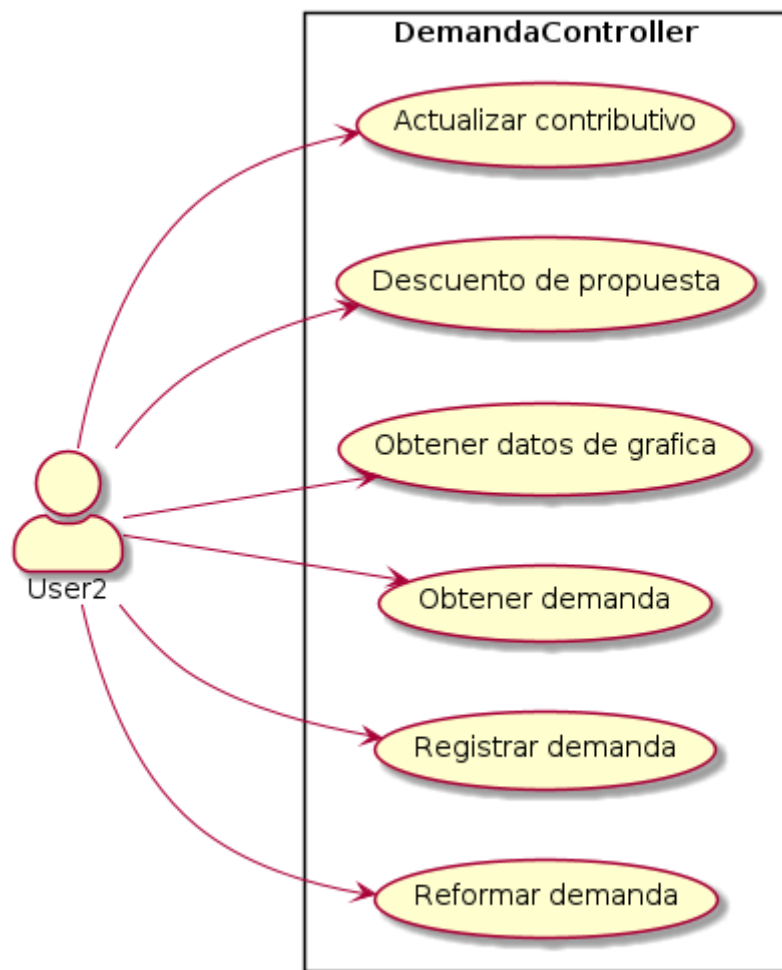 DemandaController
Actualizar contributivo
Descuento de propuesta
Obtener datos de grafica
Obtener demanda
User2
Registrar demanda
Reformar demanda